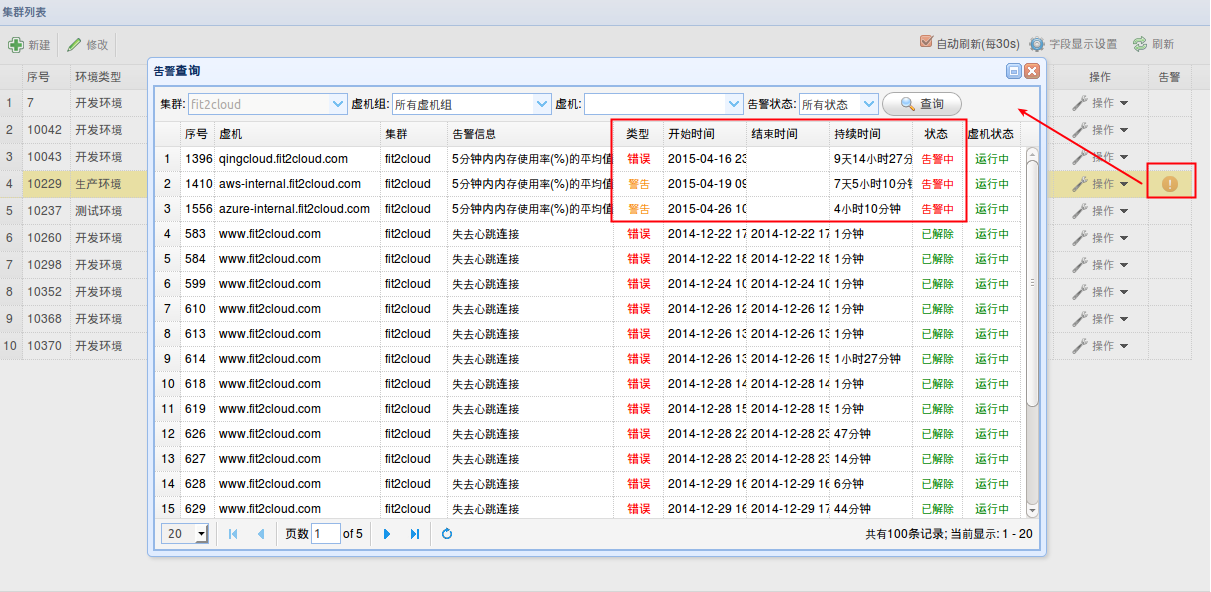 集群列表
新建 修改 自动刷新(每30s) 字段显示设置 刷新
序号 环境类型 操作 告警
1 7 开发环境 操作
2 10042 开发环境 操作
3 10043 开发环境 操作
4 10229 生产环境 操作
5 10237 测试环境 操作
6 10260 开发环境 操作
7 10298 开发环境 操作
8 10352 开发环境 操作
9 10368 开发环境 操作
10 10370 开发环境 操作
告警查询
集群: fit2cloud 虚机组: 所有虚机组 虚机: 告警状态: 所有状态 查询
序号 虚机 集群 告警信息 类型 开始时间 结束时间 持续时间 状态 虚机状态
1 1396 qingcloud.fit2cloud.com fit2cloud 5分钟内内存使用率(%)的平均值 错误 2015-04-16 23 9天14小时27分 告警中 运行中
2 1410 aws-internal.fit2cloud.com fit2cloud 5分钟内内存使用率(%)的平均值 警告 2015-04-19 09 7天5小时10分钟 告警中 运行中
3 1556 azure-internal.fit2cloud.com fit2cloud 5分钟内内存使用率(%)的平均值 警告 2015-04-26 10 4小时10分钟 告警中 运行中
4 583 www.fit2cloud.com fit2cloud 失去心跳连接 错误 2014-12-22 17 2014-12-22 17 1分钟 已解除 运行中
5 584 www.fit2cloud.com fit2cloud 失去心跳连接 错误 2014-12-22 18 2014-12-22 18 1分钟 已解除 运行中
6 599 www.fit2cloud.com fit2cloud 失去心跳连接 错误 2014-12-24 10 2014-12-24 10 1分钟 已解除 运行中
7 610 www.fit2cloud.com fit2cloud 失去心跳连接 错误 2014-12-26 12 2014-12-26 12 1分钟 已解除 运行中
8 613 www.fit2cloud.com fit2cloud 失去心跳连接 错误 2014-12-26 13 2014-12-26 13 1分钟 已解除 运行中
9 614 www.fit2cloud.com fit2cloud 失去心跳连接 错误 2014-12-26 13 2014-12-26 15 1小时27分钟 已解除 运行中
10 618 www.fit2cloud.com fit2cloud 失去心跳连接 错误 2014-12-28 14 2014-12-28 14 1分钟 已解除 运行中
11 619 www.fit2cloud.com fit2cloud 失去心跳连接 错误 2014-12-28 15 2014-12-28 15 1分钟 已解除 运行中
12 626 www.fit2cloud.com fit2cloud 失去心跳连接 错误 2014-12-28 22 2014-12-28 23 47分钟 已解除 运行中
13 627 www.fit2cloud.com fit2cloud 失去心跳连接 错误 2014-12-28 23 2014-12-28 23 14分钟 已解除 运行中
14 628 www.fit2cloud.com fit2cloud 失去心跳连接 错误 2014-12-29 16 2014-12-29 16 6分钟 已解除 运行中
15 629 www.fit2cloud.com fit2cloud 失去心跳连接 错误 2014-12-29 16 2014-12-29 17 44分钟 已解除 运行中
20 页数 1 of 5 共有100条记录; 当前显示: 1 - 20